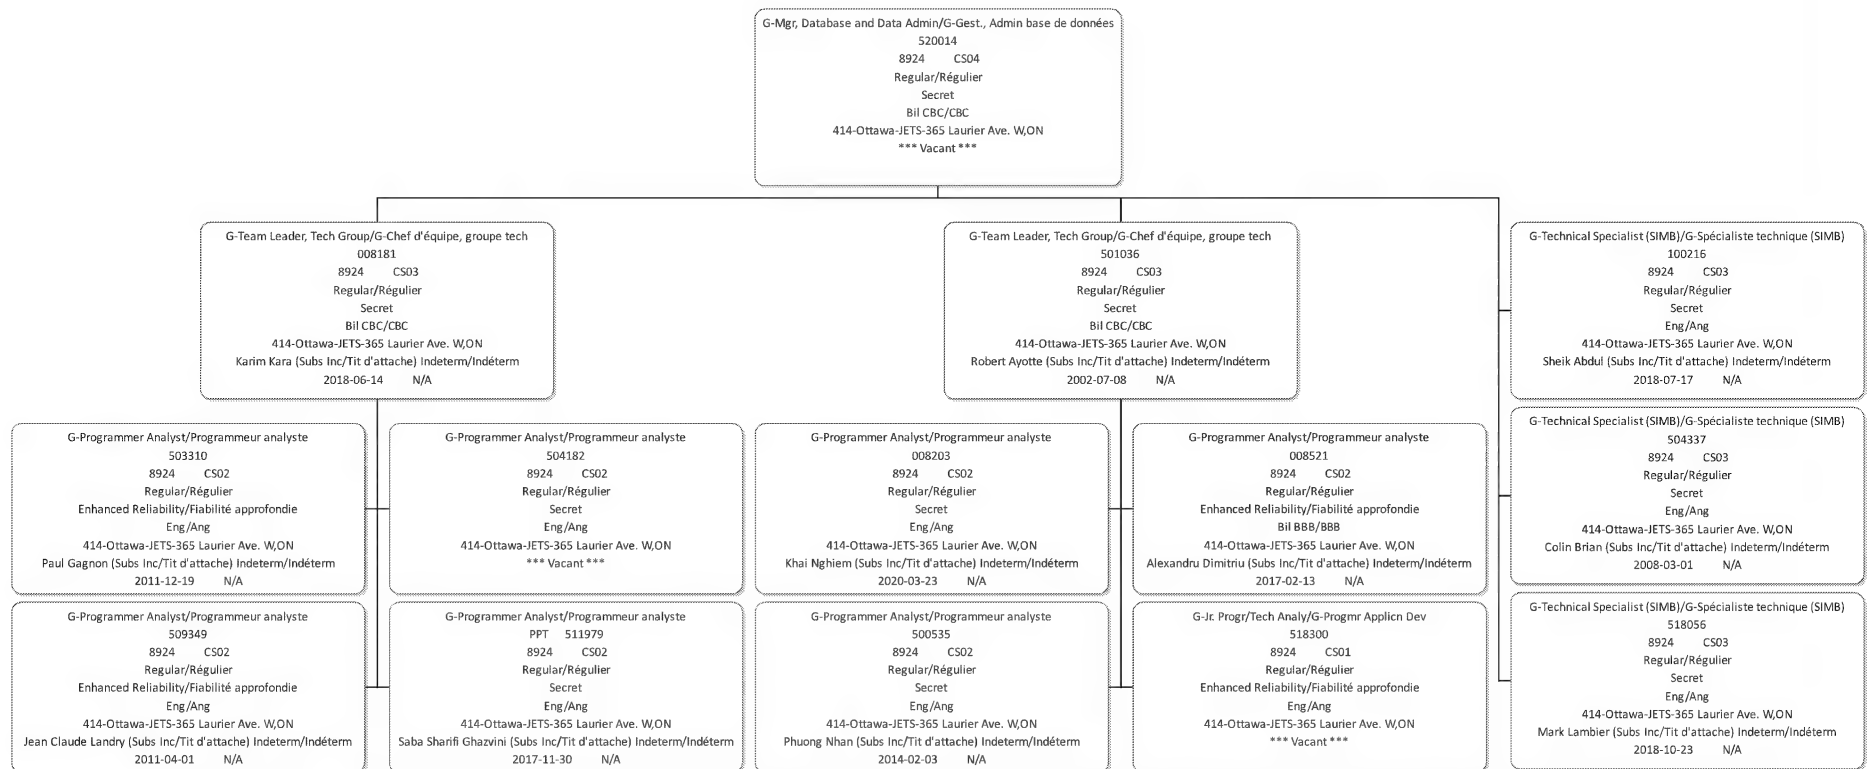 G-Mgr, Database and Data Admin/G-Gest., Admin base de données
520014
8924 CS04
Regular/Régulier
Secret
Bil CBC/CBC
414-Ottawa-JETS-365 Laurier Ave. W,ON
*** Vacant ***
G-Team Leader, Tech Group/G-Chef d'équipe, groupe tech
008181
8924 CS03
Regular/Régulier
Secret
Bil CBC/CBC
414-Ottawa-JETS-365 Laurier Ave. W,ON
Karim Kara (Subs Inc/Tit d'attache) Indeterm/Indéterm
2018-06-14 N/A
G-Team Leader, Tech Group/G-Chef d'équipe, groupe tech
501036
8924 CS03
Regular/Régulier
Secret
Bil CBC/CBC
414-Ottawa-JETS-365 Laurier Ave. W,ON
Robert Ayotte (Subs Inc/Tit d'attache) Indeterm/Indéterm
2002-07-08 N/A
G-Technical Specialist (SIMB)/G-Spécialiste technique (SIMB)
100216
8924 CS03
Regular/Régulier
Secret
Eng/Ang
414-Ottawa-JETS-365 Laurier Ave. W,ON
Sheik Abdul (Subs Inc/Tit d'attache) Indeterm/Indéterm
2018-07-17 N/A
G-Programmer Analyst/Programmeur analyste
503310
8924 CS02
Regular/Régulier
Enhanced Reliability/Fiabilité approfondie
Eng/Ang
414-Ottawa-JETS-365 Laurier Ave. W,ON
Paul Gagnon (Subs Inc/Tit d'attache) Indeterm/Indéterm
2011-12-19 N/A
G-Programmer Analyst/Programmeur analyste
504182
8924 CS02
Regular/Régulier
Secret
Eng/Ang
414-Ottawa-JETS-365 Laurier Ave. W,ON
*** Vacant ***
G-Programmer Analyst/Programmeur analyste
008203
8924 CS02
Regular/Régulier
Secret
Eng/Ang
414-Ottawa-JETS-365 Laurier Ave. W,ON
Khai Nghiem (Subs Inc/Tit d'attache) Indeterm/Indéterm
2020-03-23 N/A
G-Programmer Analyst/Programmeur analyste
008521
8924 CS02
Regular/Régulier
Enhanced Reliability/Fiabilité approfondie
Bil BBB/BBB
414-Ottawa-JETS-365 Laurier Ave. W,ON
Alexandru Dimitriu (Subs Inc/Tit d'attache) Indeterm/Indéterm
2017-02-13 N/A
G-Technical Specialist (SIMB)/G-Spécialiste technique (SIMB)
504337
8924 CS03
Regular/Régulier
Secret
Eng/Ang
414-Ottawa-JETS-365 Laurier Ave. W,ON
Colin Brian (Subs Inc/Tit d'attache) Indeterm/Indéterm
2008-03-01 N/A
G-Programmer Analyst/Programmeur analyste
509349
8924 CS02
Regular/Régulier
Enhanced Reliability/Fiabilité approfondie
Eng/Ang
414-Ottawa-JETS-365 Laurier Ave. W,ON
Jean Claude Landry (Subs Inc/Tit d'attache) Indeterm/Indéterm
2011-04-01 N/A
G-Programmer Analyst/Programmeur analyste
PPT 511979
8924 CS02
Regular/Régulier
Secret
Eng/Ang
414-Ottawa-JETS-365 Laurier Ave. W,ON
Saba Sharifi Ghazvini (Subs Inc/Tit d'attache) Indeterm/Indéterm
2017-11-30 N/A
G-Programmer Analyst/Programmeur analyste
500535
8924 CS02
Regular/Régulier
Secret
Eng/Ang
414-Ottawa-JETS-365 Laurier Ave. W,ON
Phuong Nhan (Subs Inc/Tit d'attache) Indeterm/Indéterm
2014-02-03 N/A
G-Jr. Progr/Tech Analy/G-Progmr Applicn Dev
518300
8924 CS01
Regular/Régulier
Enhanced Reliability/Fiabilité approfondie
Eng/Ang
414-Ottawa-JETS-365 Laurier Ave. W,ON
*** Vacant ***
G-Technical Specialist (SIMB)/G-Spécialiste technique (SIMB)
518056
8924 CS03
Regular/Régulier
Secret
Eng/Ang
414-Ottawa-JETS-365 Laurier Ave. W,ON
Mark Lambier (Subs Inc/Tit d'attache) Indeterm/Indéterm
2018-10-23 N/A